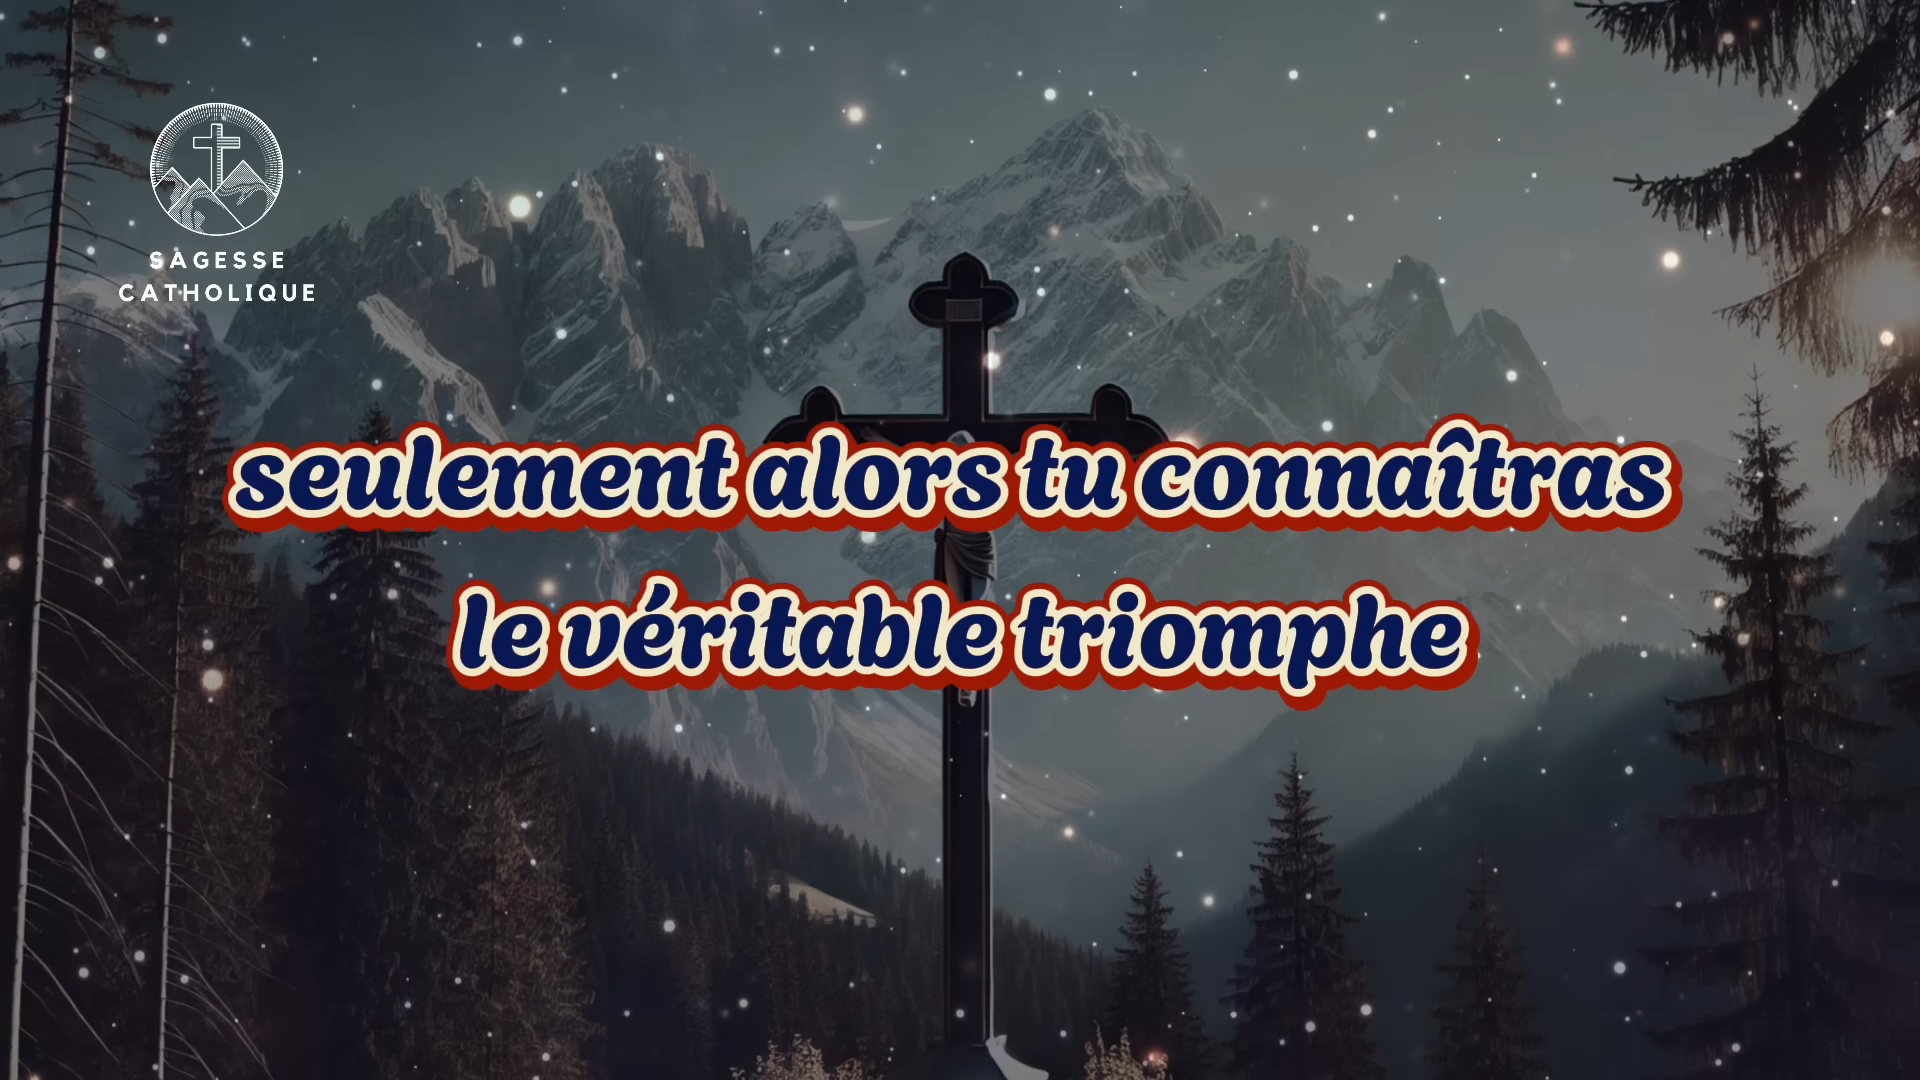 SAGESSE
CATHOLIQUE
seulement alors tu connaîtras
le véritable triomphe